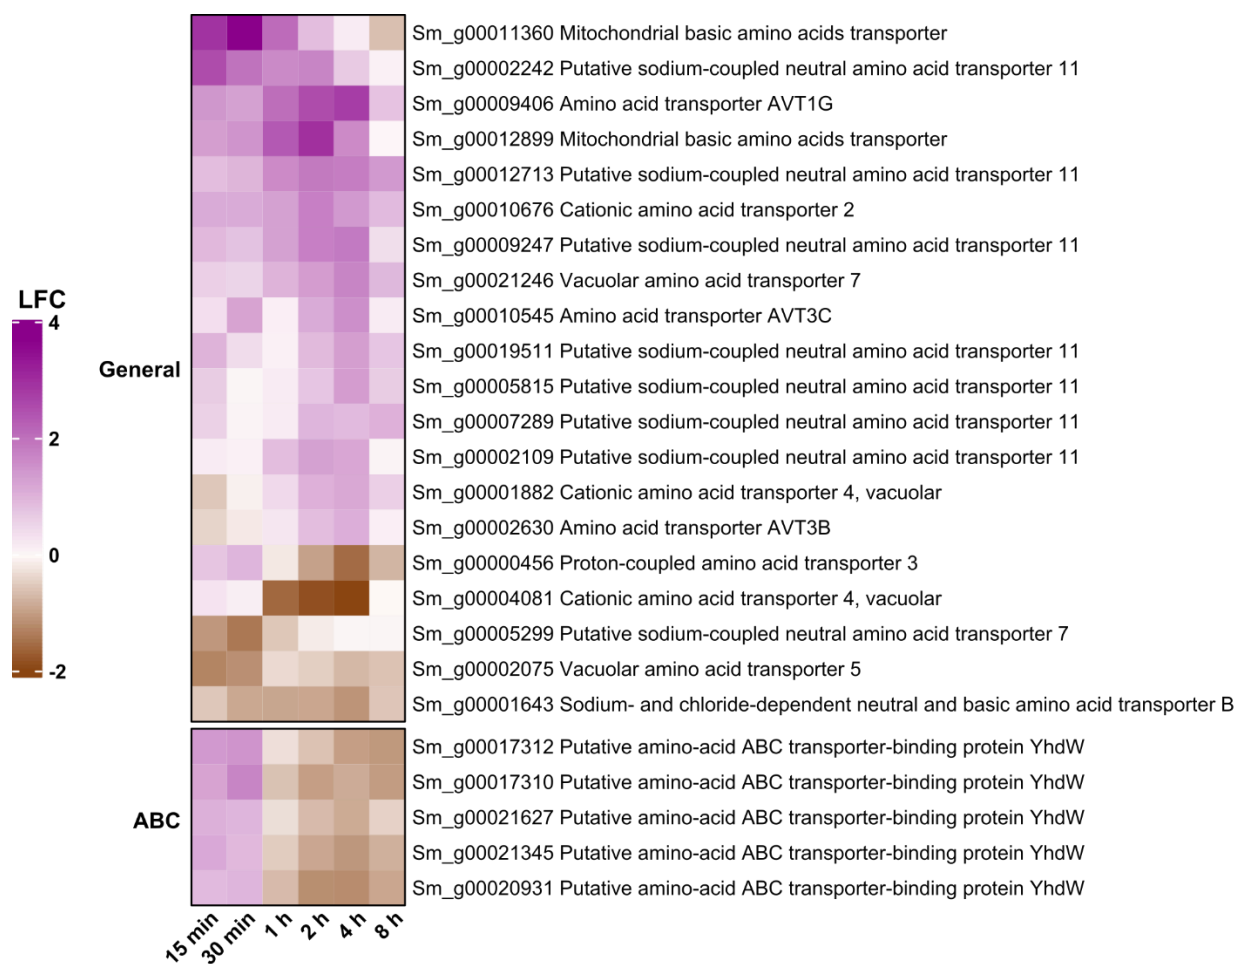 Sm_g00011360 Mitochondrial basic amino acids transporter
Sm_g00002242 Putative sodium-coupled neutral amino acid transporter 11
Sm_g00009406 Amino acid transporter AVT1G
Sm_g00012899 Mitochondrial basic amino acids transporter
Sm_g00012713 Putative sodium-coupled neutral amino acid transporter 11
Sm_g00010676 Cationic amino acid transporter 2
Sm_g00009247 Putative sodium-coupled neutral amino acid transporter 11
Sm_g00021246 Vacuolar amino acid transporter 7
Sm_g00010545 Amino acid transporter AVT3C
Sm_g00019511 Putative sodium-coupled neutral amino acid transporter 11
Sm_g00005815 Putative sodium-coupled neutral amino acid transporter 11
Sm_g00007289 Putative sodium-coupled neutral amino acid transporter 11
Sm_g00002109 Putative sodium-coupled neutral amino acid transporter 11
Sm_g00001882 Cationic amino acid transporter 4, vacuolar
Sm_g00002630 Amino acid transporter AVT3B
Sm_g00000456 Proton-coupled amino acid transporter 3
Sm_g00004081 Cationic amino acid transporter 4, vacuolar
Sm_g00005299 Putative sodium-coupled neutral amino acid transporter 7
Sm_g00002075 Vacuolar amino acid transporter 5
Sm_g00001643 Sodium- and chloride-dependent neutral and basic amino acid transporter B
Sm_g00017312 Putative amino-acid ABC transporter-binding protein YhdW
Sm_g00017310 Putative amino-acid ABC transporter-binding protein YhdW
Sm_g00021627 Putative amino-acid ABC transporter-binding protein YhdW
Sm_g00021345 Putative amino-acid ABC transporter-binding protein YhdW
Sm_g00020931 Putative amino-acid ABC transporter-binding protein YhdW
LFC
4
2
0
-2
General
ABC
15 min
30 min
1 h
2 h
4 h
8 h